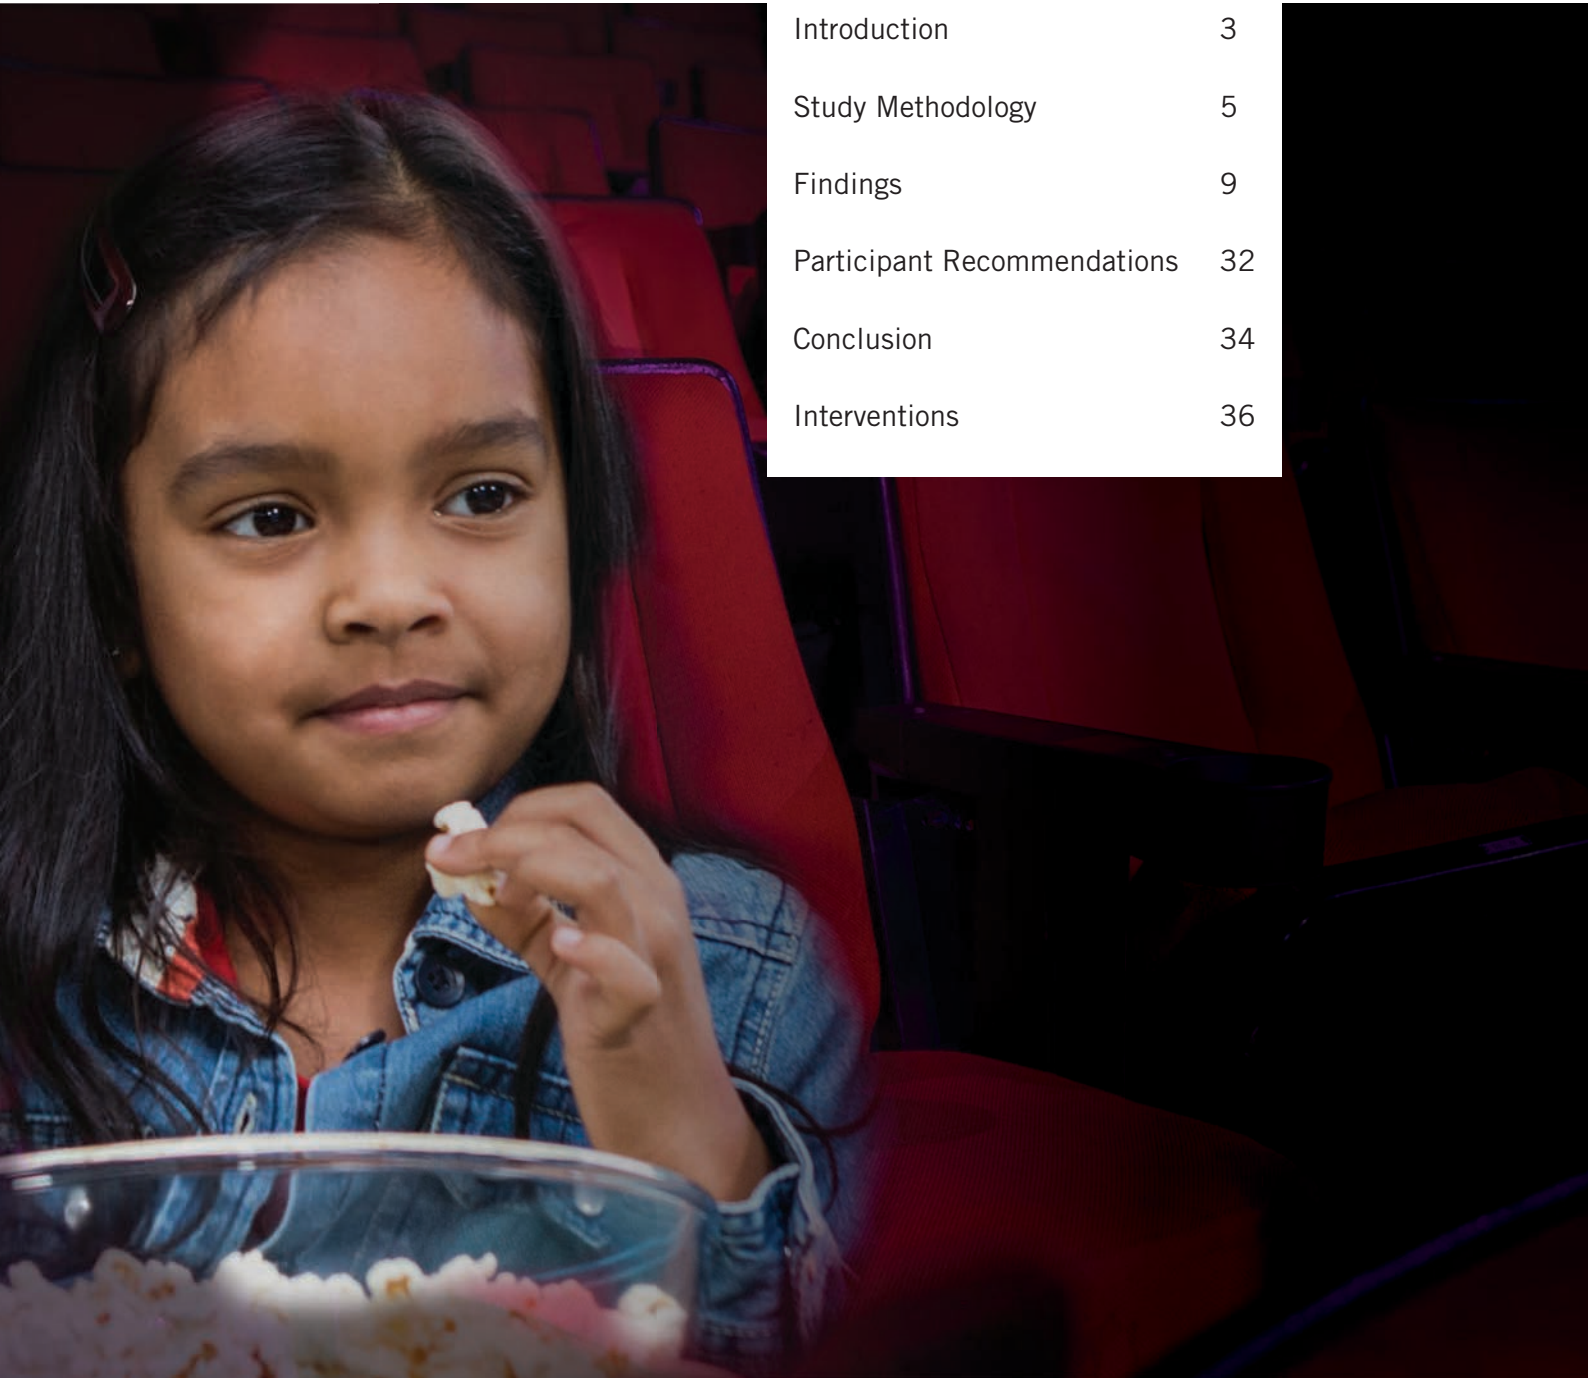 Introduction 3
Study Methodology 5
Findings 9
Participant Recommendations 32
Conclusion 34
Interventions 36